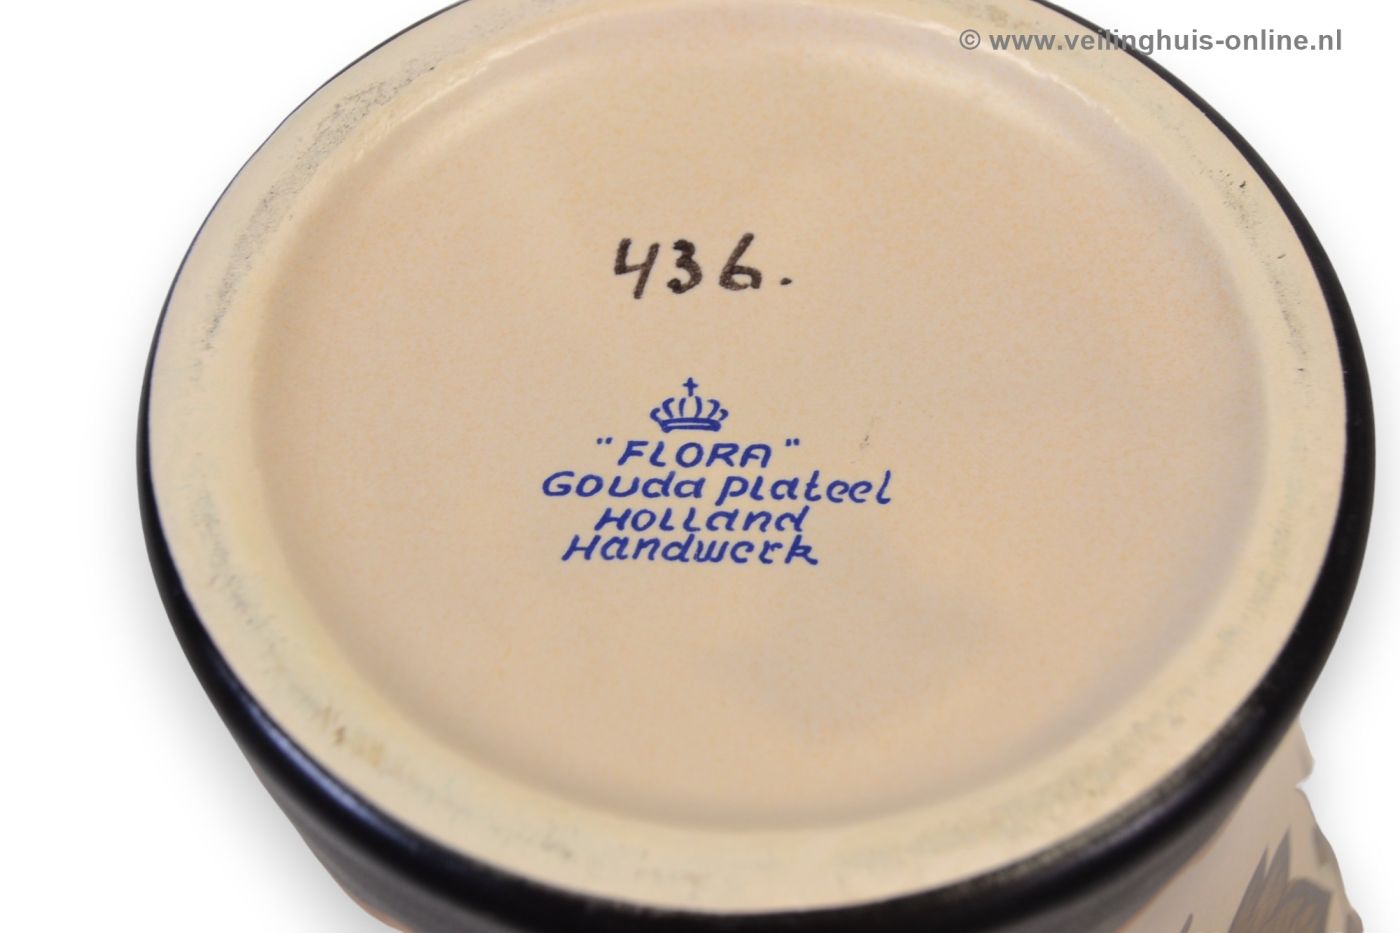 © www.veilinghuis-online.nl
436.
"FLORA"
Gouda plateel
HOLLand
Handwerk